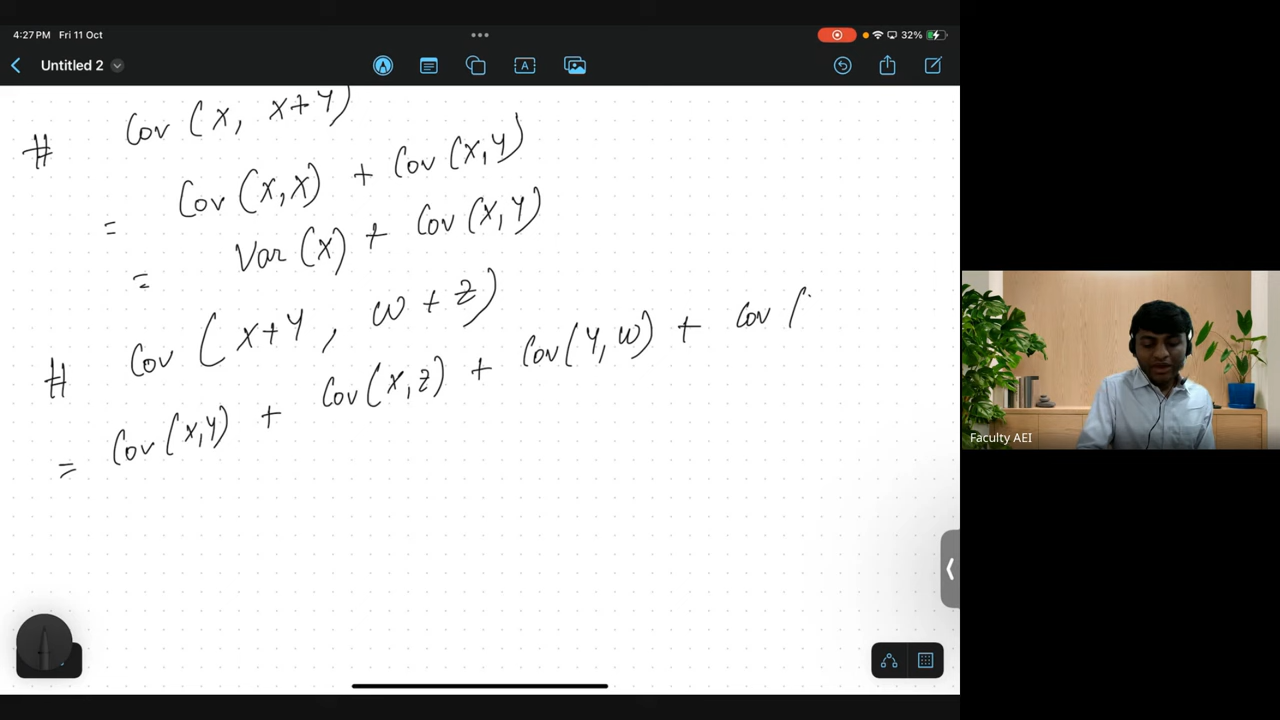 4:27 PM Fri 11 Oct
32%
Untitled 2
A
# Cov (X, X+Y)
= Cov (X,X) + Cov (X,Y)
= Var (X) + Cov (X,Y)
# Cov (X+Y, W+Z)
= Cov (X,Y) + Cov (X,Z) + Cov (Y,W) + Cov (
Faculty AEI